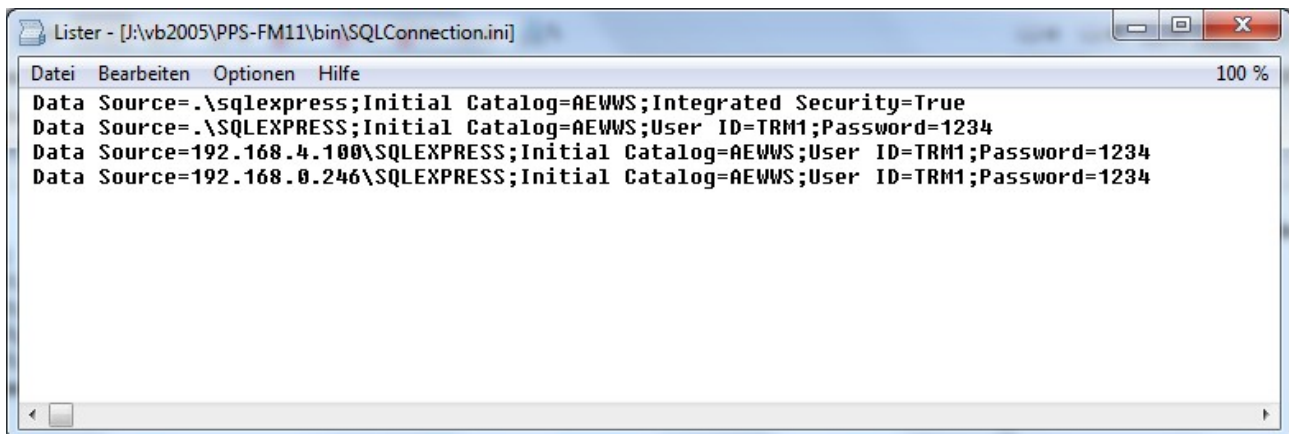 Lister - [J:\vb2005\PPS-FM11\bin\SQLConnection.ini]
Datei Bearbeiten Optionen Hilfe 100 %
Data Source=.\sqlexpress;Initial Catalog=AEWWS;Integrated Security=True
Data Source=.\SQLEXPRESS;Initial Catalog=AEWWS;User ID=TRM1;Password=1234
Data Source=192.168.4.100\SQLEXPRESS;Initial Catalog=AEWWS;User ID=TRM1;Password=1234
Data Source=192.168.0.246\SQLEXPRESS;Initial Catalog=AEWWS;User ID=TRM1;Password=1234